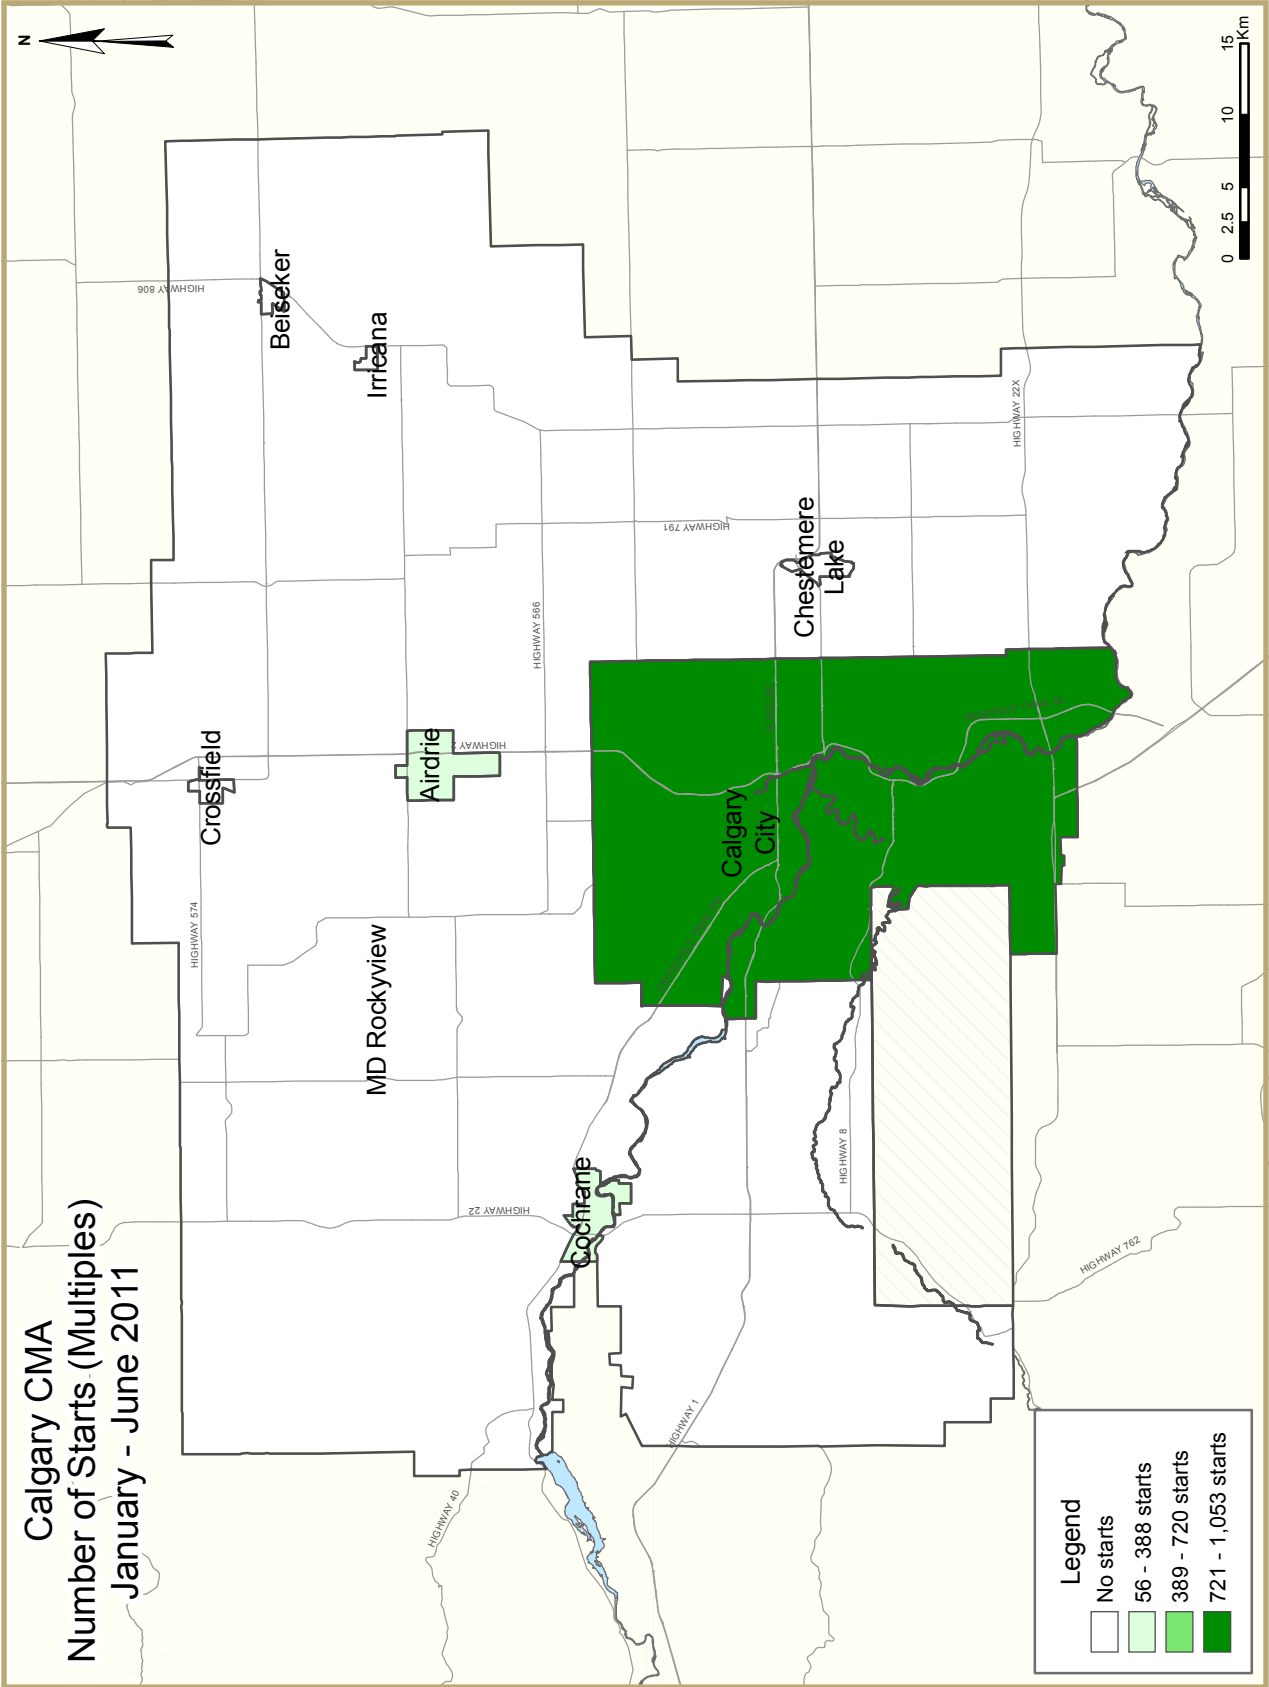 Calgary CMA
Number of Starts (Multiples)
January - June 2011
N
HIGHWAY 806
Beiseker
Irricana
Crossfield
HIGHWAY 574
Airdrie
HIGHWAY 2
HIGHWAY 566
HIGHWAY 791
MD Rockyview
HIGHWAY 22
Cochrane
HIGHWAY 40
HIGHWAY 1
Calgary
City
Chestemere
Lake
HIGHWAY 22X
HIGHWAY 8
HIGHWAY 762
Legend
No starts
56 - 388 starts
389 - 720 starts
721 - 1,053 starts
0 2.5 5 10 15
Km